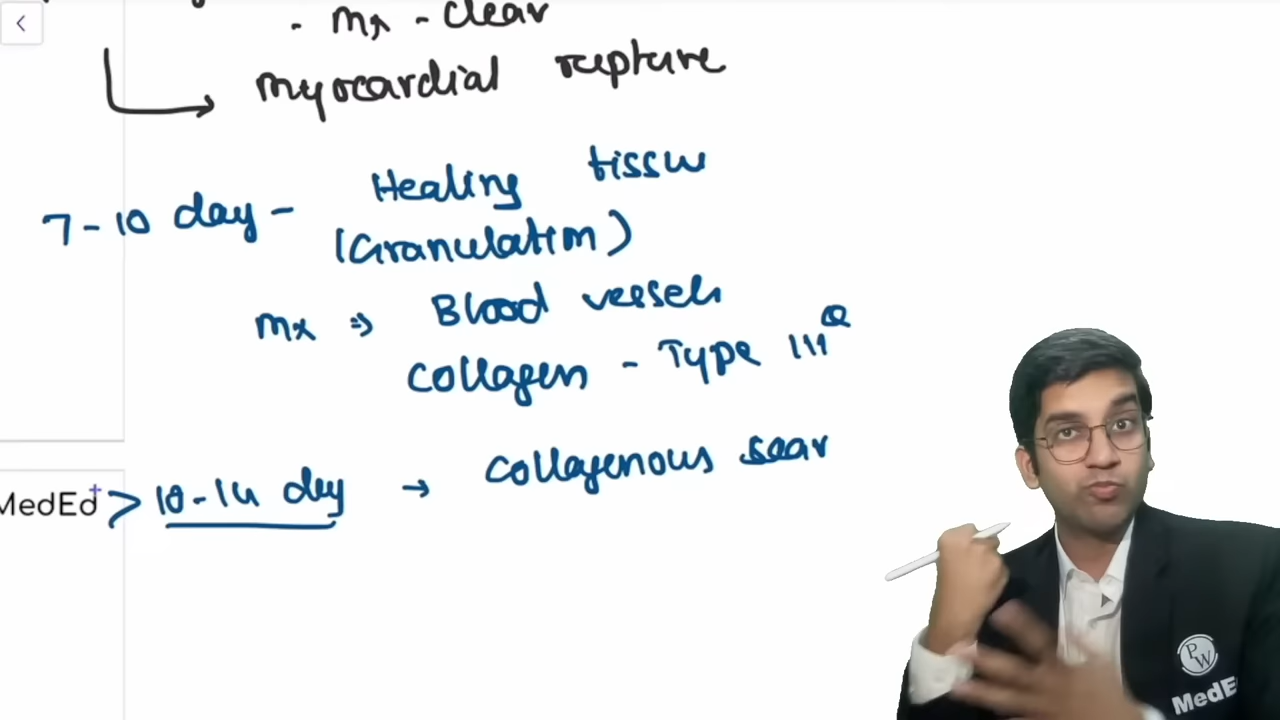 . Mx - clear
myocardial rupture
7-10 day - Healing tissue
(Granulation)
Mx ⇒ Blood vessels
collagen - Type III Q
MedEd+ > 10-14 day → collagenous scar
PW
MedEd